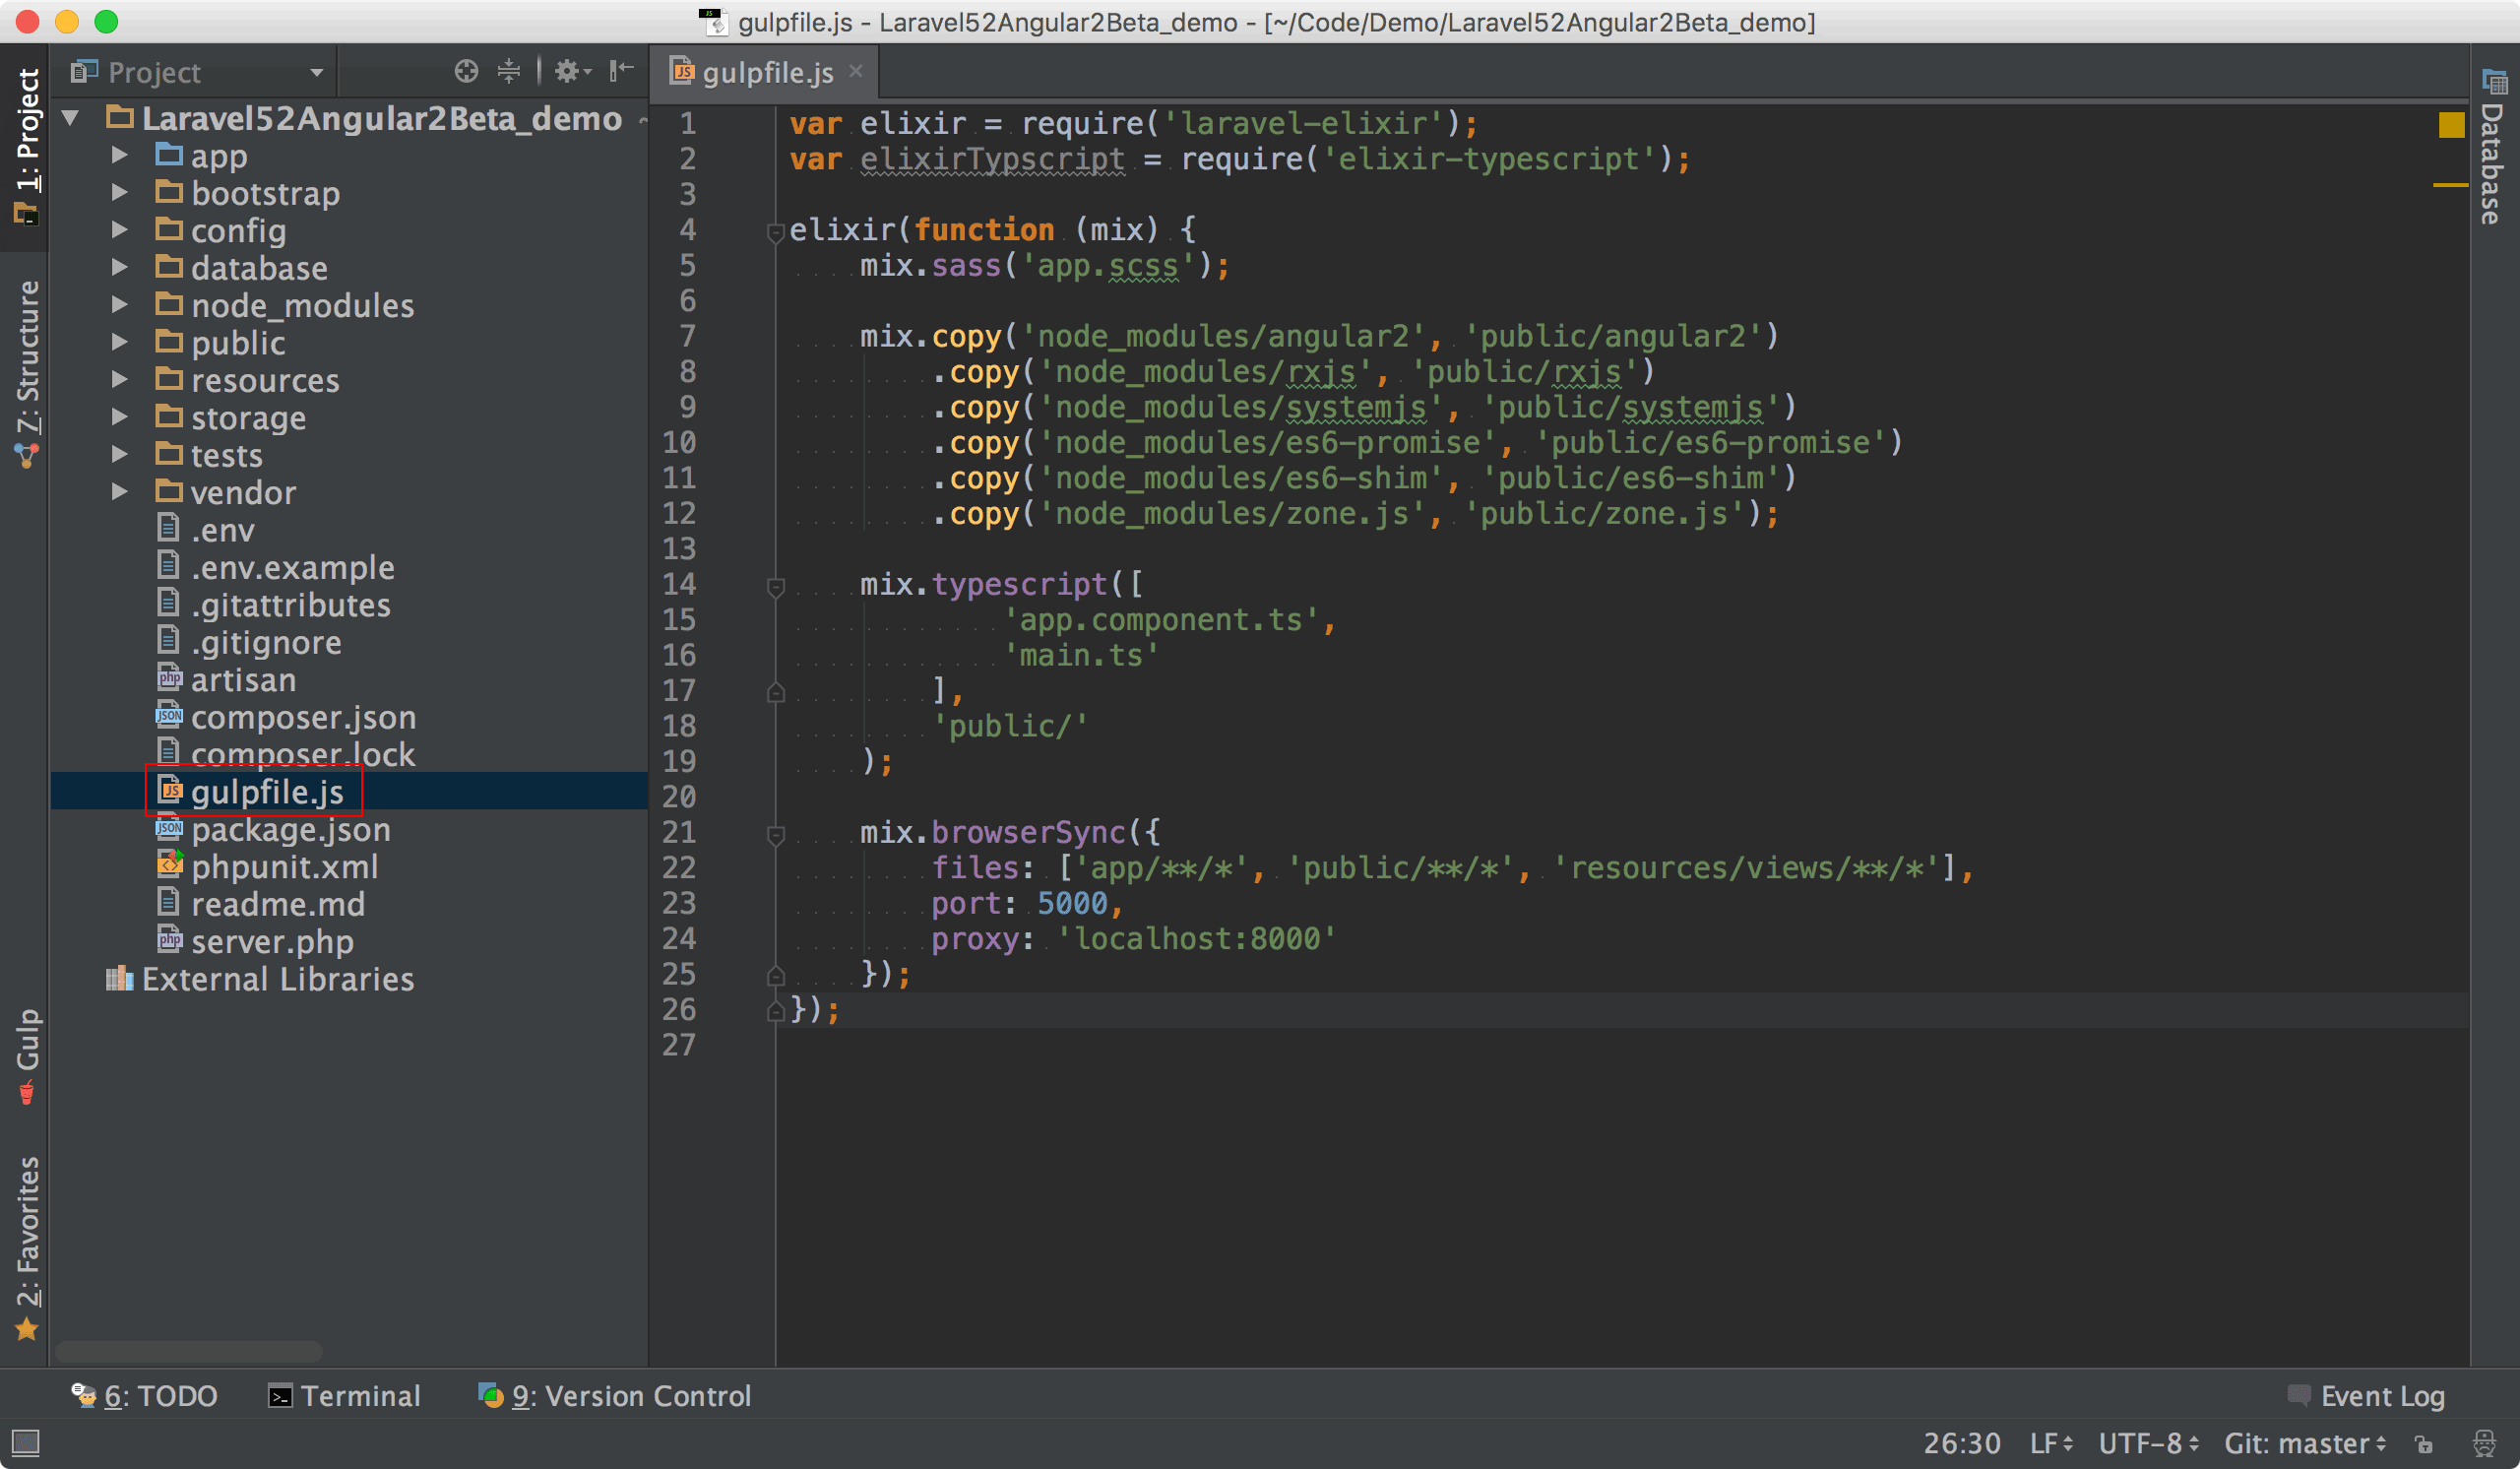 gulpfile.js - Laravel52Angular2Beta_demo - [~/Code/Demo/Laravel52Angular2Beta_demo]
Project
gulpfile.js
1: Project
7: Structure
Gulp
2: Favorites
Database
Laravel52Angular2Beta_demo ~
app
bootstrap
config
database
node_modules
public
resources
storage
tests
vendor
.env
.env.example
.gitattributes
.gitignore
artisan
composer.json
composer.lock
gulpfile.js
package.json
phpunit.xml
readme.md
server.php
External Libraries
1 var elixir = require('laravel-elixir');
2 var elixirTypscript = require('elixir-typescript');
3
4 elixir(function (mix) {
5 mix.sass('app.scss');
6
7 mix.copy('node_modules/angular2', 'public/angular2')
8 .copy('node_modules/rxjs', 'public/rxjs')
9 .copy('node_modules/systemjs', 'public/systemjs')
10 .copy('node_modules/es6-promise', 'public/es6-promise')
11 .copy('node_modules/es6-shim', 'public/es6-shim')
12 .copy('node_modules/zone.js', 'public/zone.js');
13
14 mix.typescript([
15 'app.component.ts',
16 'main.ts'
17 ],
18 'public/'
19 );
20
21 mix.browserSync({
22 files: ['app/**/*', 'public/**/*', 'resources/views/**/*'],
23 port: 5000,
24 proxy: 'localhost:8000'
25 });
26 });
27
6: TODO
Terminal
9: Version Control
Event Log
26:30 LF UTF-8 Git: master